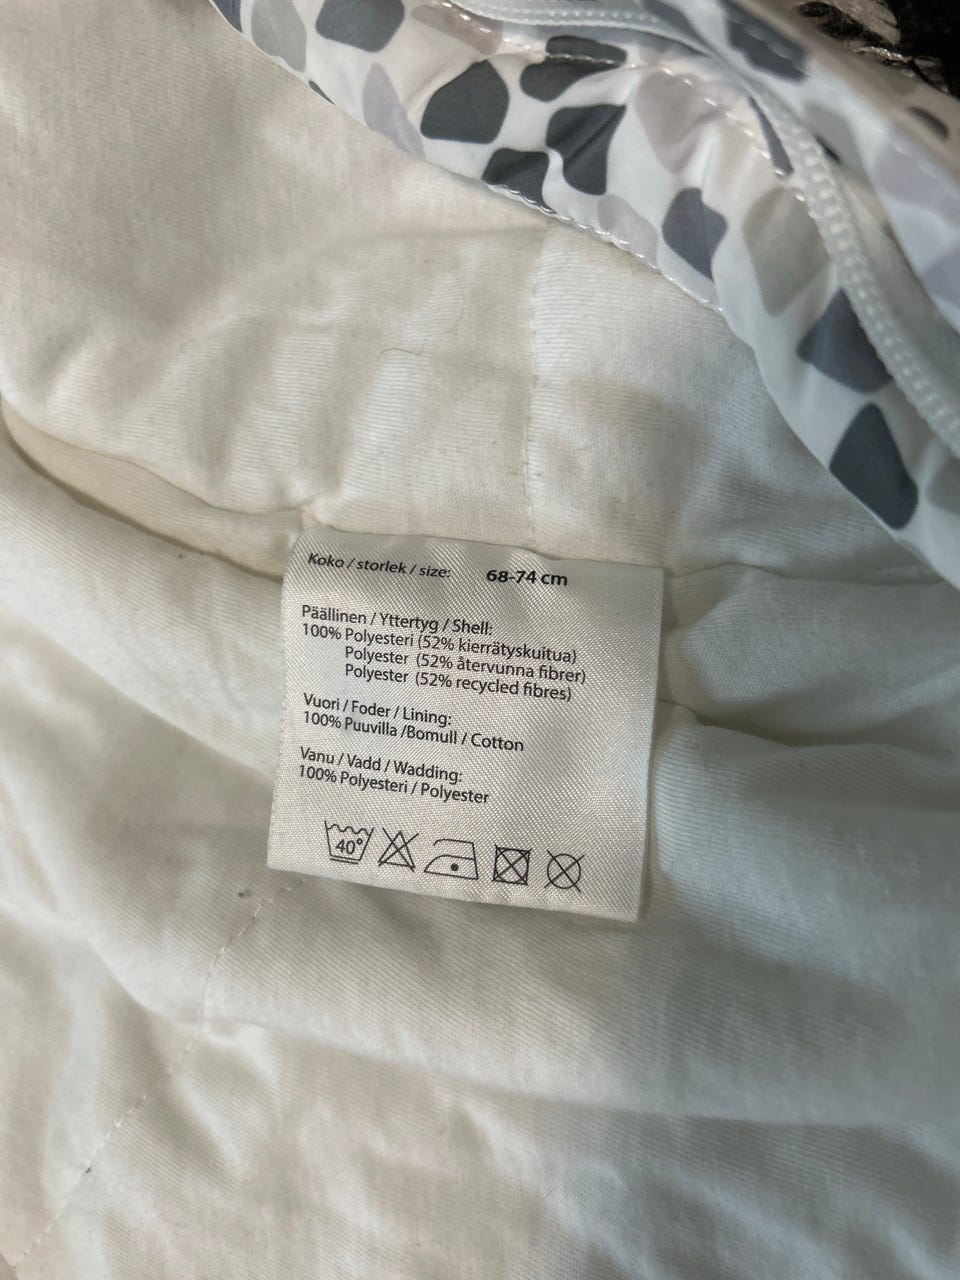 Koko / storlek / size: 68-74 cm
Päällinen / Yttertyg / Shell:
100% Polyesteri (52% kierrätyskuitua)
Polyester (52% återvunna fibrer)
Polyester (52% recycled fibres)
Vuori / Foder / Lining:
100% Puuvilla /Bomull / Cotton
Vanu / Vadd / Wadding:
100% Polyesteri / Polyester
40°